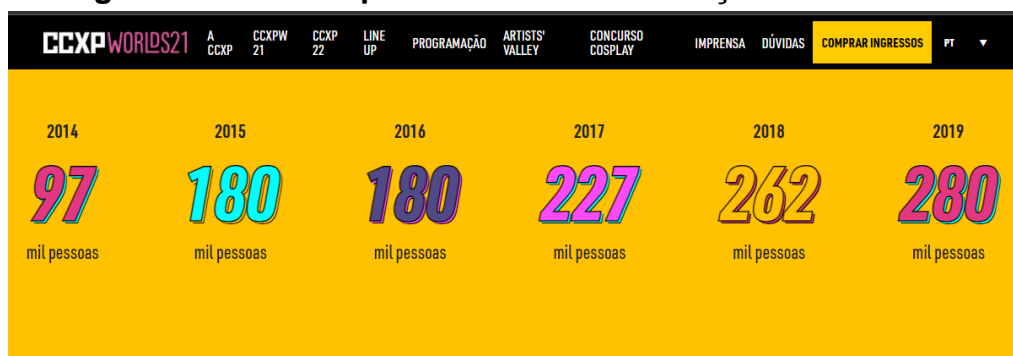 CCXPWORLDS21
A CCXP
CCXPW 21
CCXP 22
LINE UP
PROGRAMAÇÃO
ARTISTS' VALLEY
CONCURSO COSPLAY
IMPRENSA
DÚVIDAS
COMPRAR INGRESSOS
PT
2014 2015 2016 2017 2018 2019
97 180 180 227 262 280
mil pessoas mil pessoas mil pessoas mil pessoas mil pessoas mil pessoas